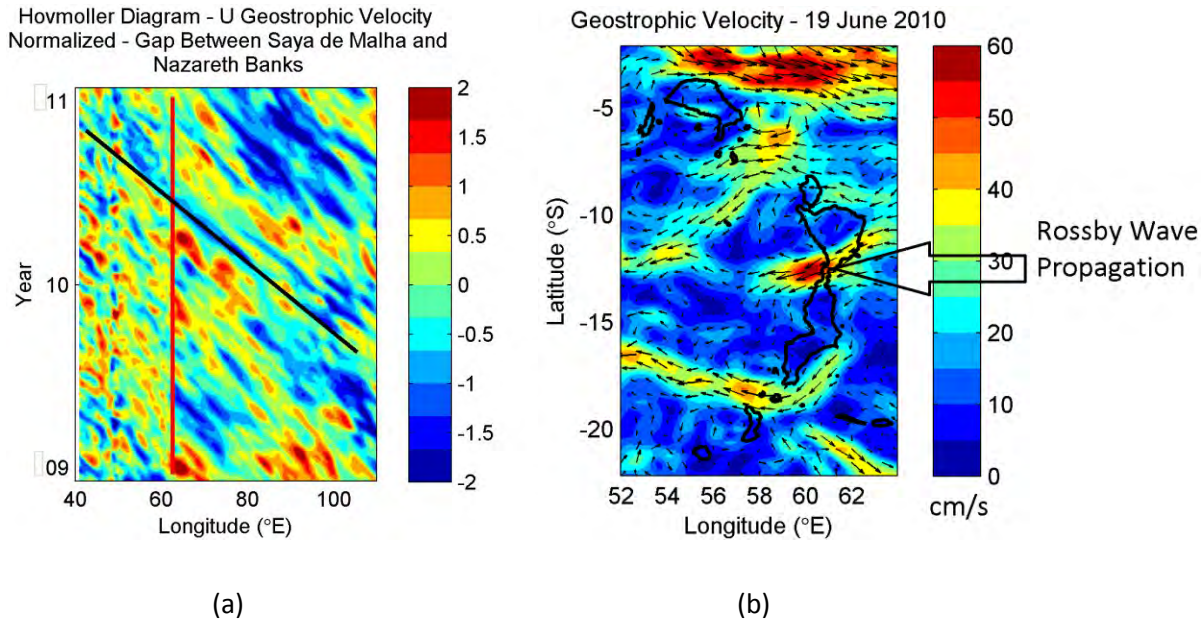 Hovmoller Diagram - U Geostrophic Velocity
Normalized - Gap Between Saya de Malha and
Nazareth Banks
11
10
09
Year
40
60
80
100
Longitude (°E)
2
1.5
1
0.5
0
-0.5
-1
-1.5
-2
(a)
Geostrophic Velocity - 19 June 2010
-5
-10
-15
-20
Latitude (°S)
52
54
56
58
60
62
Longitude (°E)
60
50
40
30
20
10
0
cm/s
Rossby Wave
Propagation
(b)